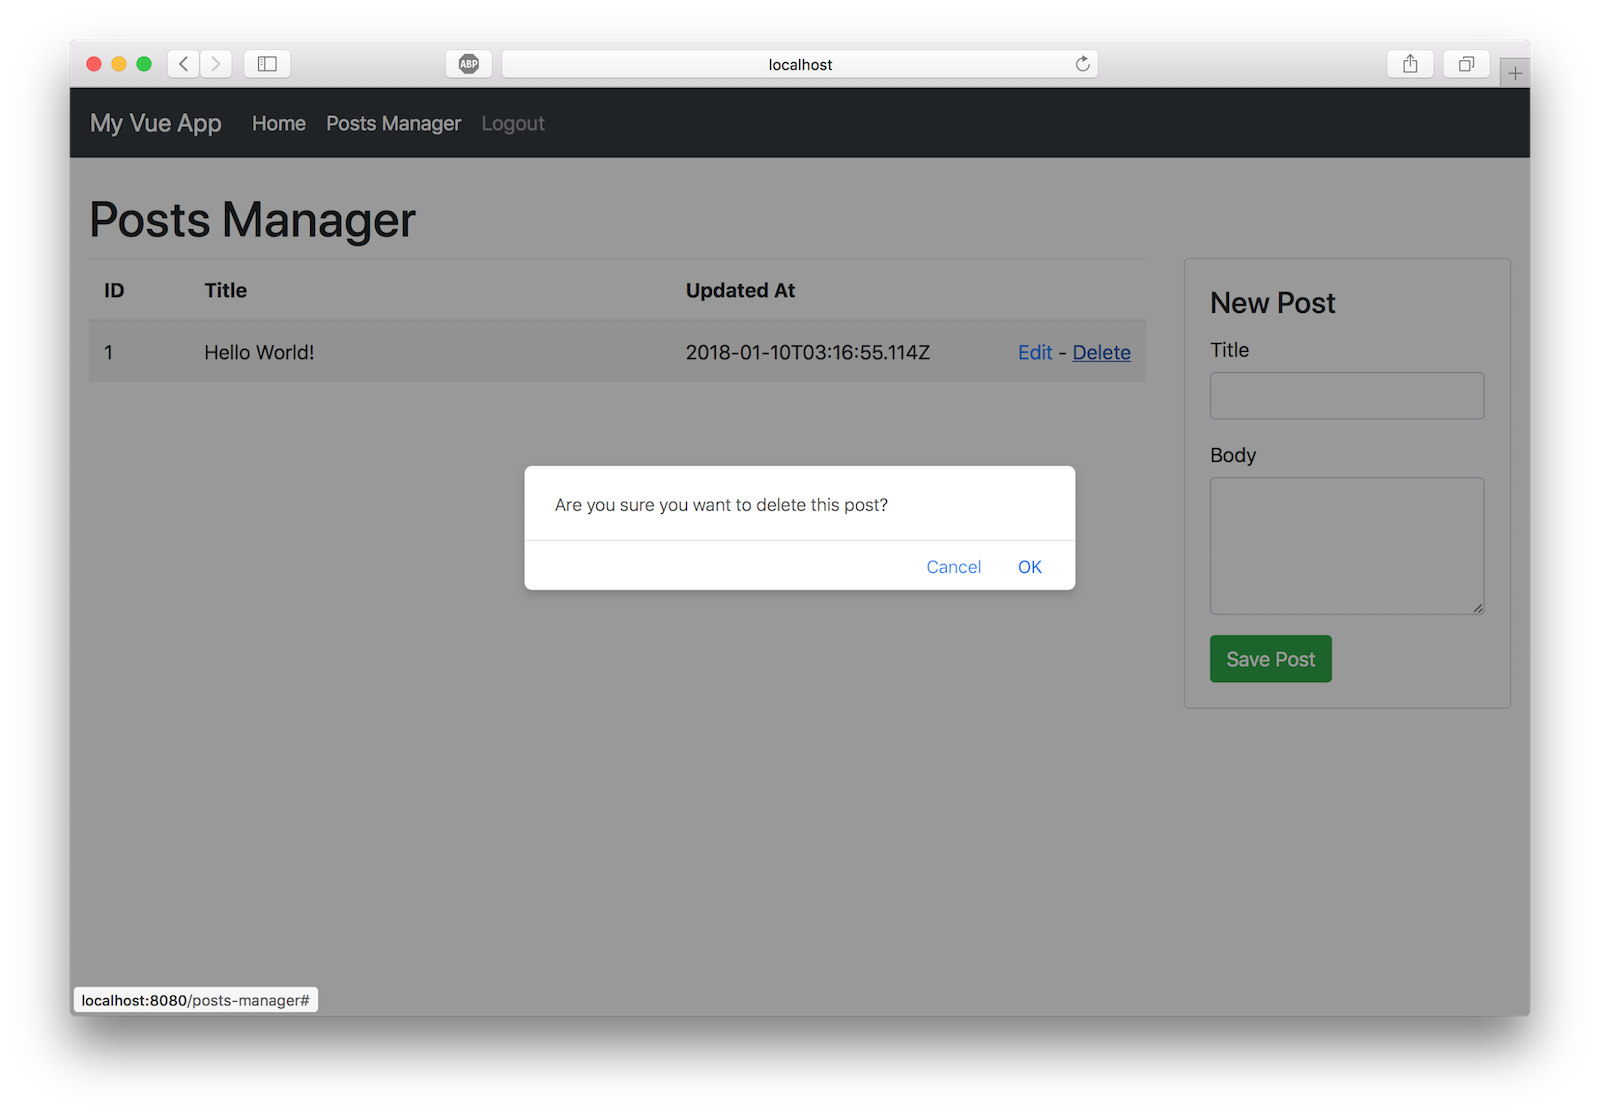 ABP
localhost
My Vue App Home Posts Manager Logout
Posts Manager
ID Title Updated At
1 Hello World! 2018-01-10T03:16:55.114Z Edit - Delete
New Post
Title
Body
Save Post
Are you sure you want to delete this post?
Cancel OK
localhost:8080/posts-manager#